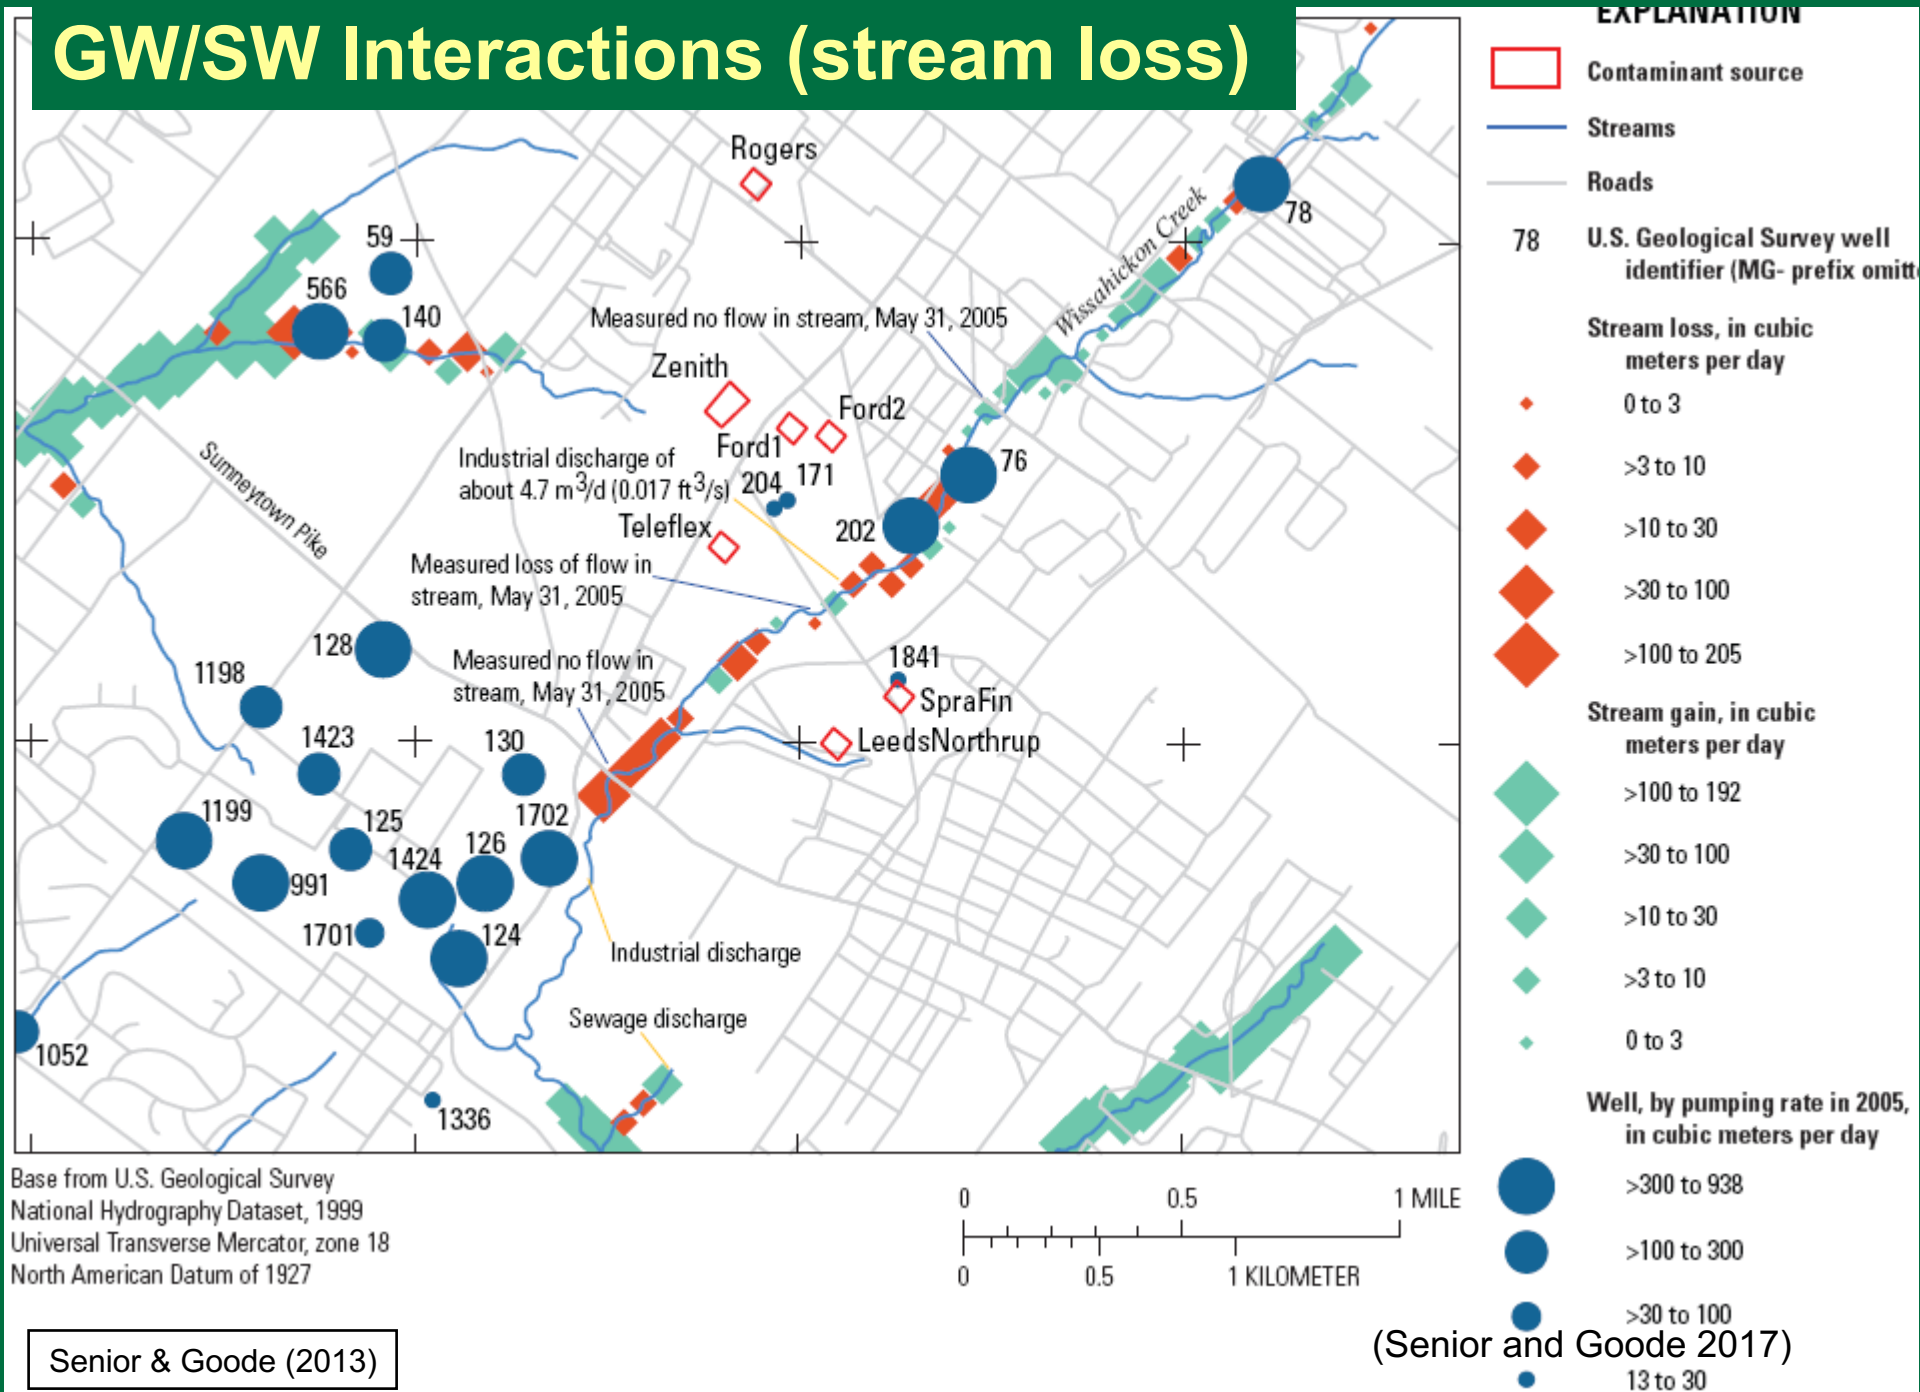 GW/SW Interactions (stream loss)
EXPLANATION
Contaminant source
Streams
Roads
78
U.S. Geological Survey well
identifier (MG- prefix
Stream loss, in cubic
meters per day
0 to 3
>3 to 10
>10 to 30
>30 to 100
>100 to 205
Stream gain, in cubic
meters per day
>100 to 192
>30 to 100
>10 to 30
>3 to 10
0 to 3
Well, by pumping rate in 2005,
in cubic meters per day
>300 to 938
>100 to 300
>30 to 100
13 to 30
Rogers
78
Wissahickon Creek
59
566
140
Measured no flow in stream, May 31, 2005
Zenith
Ford2
Ford1
Sumneytown Pike
Industrial discharge of
about 4.7 m3/d (0.017 ft3/s)
204
171
76
202
Teleflex
Measured loss of flow in
stream, May 31, 2005
128
1198
Measured no flow in
stream, May 31, 2005
1841
SpraFin
LeedsNorthrup
1423
130
1199
125
1702
126
1424
991
1701
124
Industrial discharge
Sewage discharge
1052
1336
Base from U.S. Geological Survey
National Hydrography Dataset, 1999
Universal Transverse Mercator, zone 18
North American Datum of 1927
0 0.5 1 MILE
0 0.5 1 KILOMETER
Senior & Goode (2013)
(Senior and Goode 2017)